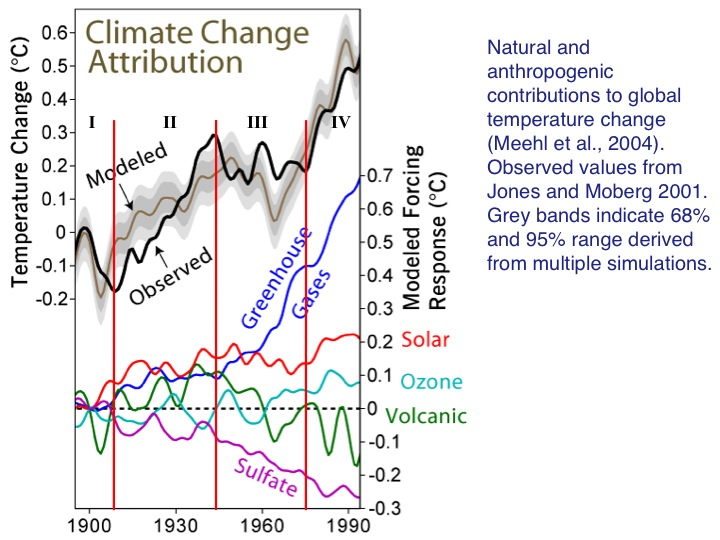 Climate Change
Attribution
Temperature Change (°C)
0.6
0.5
0.4
0.3
0.2
0.1
0
-0.1
-0.2
I
II
III
IV
Modeled
Observed
Greenhouse
Gases
Sulfate
0.7
0.6
0.5
0.4
0.3
0.2
0.1
0
-0.1
-0.2
-0.3
Modeled Forcing
Response (°C)
Solar
Ozone
Volcanic
1900
1930
1960
1990
Natural and
anthropogenic
contributions to global
temperature change
(Meehl et al., 2004).
Observed values from
Jones and Moberg 2001.
Grey bands indicate 68%
and 95% range derived
from multiple simulations.